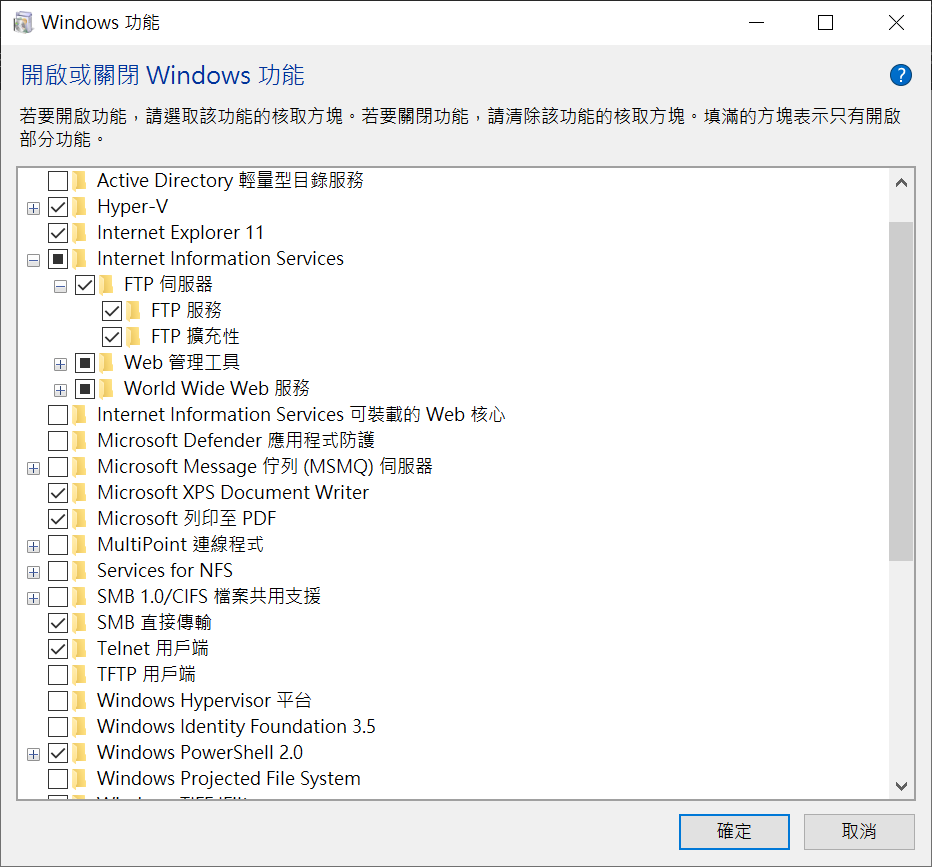 Windows 功能
開啟或關閉 Windows 功能
若要開啟功能，請選取該功能的核取方塊。若要關閉功能，請清除該功能的核取方塊。填滿的方塊表示只有開啟
部分功能。
Active Directory 輕量型目錄服務
Hyper-V
Internet Explorer 11
Internet Information Services
FTP 伺服器
FTP 服務
FTP 擴充性
Web 管理工具
World Wide Web 服務
Internet Information Services 可裝載的 Web 核心
Microsoft Defender 應用程式防護
Microsoft Message 佇列 (MSMQ) 伺服器
Microsoft XPS Document Writer
Microsoft 列印至 PDF
MultiPoint 連線程式
Services for NFS
SMB 1.0/CIFS 檔案共用支援
SMB 直接傳輸
Telnet 用戶端
TFTP 用戶端
Windows Hypervisor 平台
Windows Identity Foundation 3.5
Windows PowerShell 2.0
Windows Projected File System
確定
取消